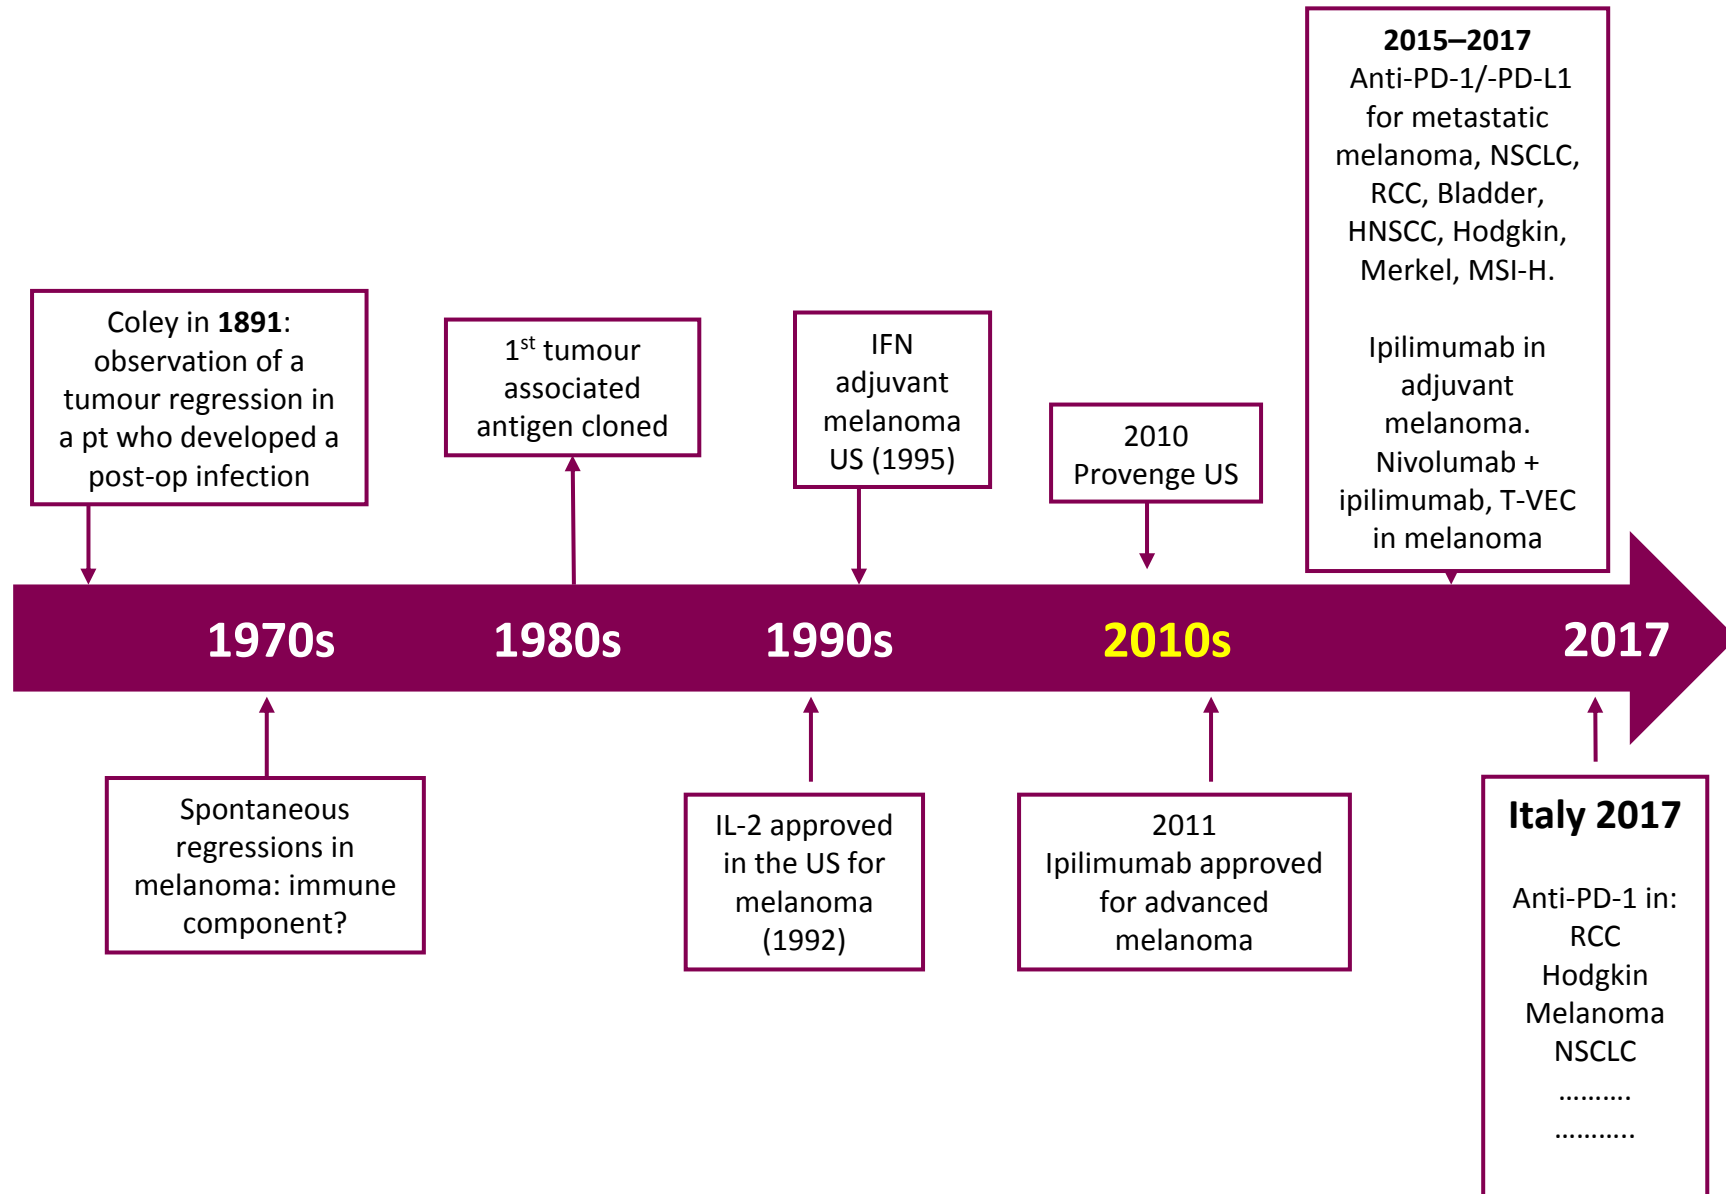 2015–2017
Anti-PD-1/-PD-L1
for metastatic
melanoma, NSCLC,
RCC, Bladder,
HNSCC, Hodgkin,
Merkel, MSI-H.
Ipilimumab in
adjuvant
melanoma.
Nivolumab +
ipilimumab, T-VEC
in melanoma
Coley in 1891:
observation of a
tumour regression in
a pt who developed a
post-op infection
1st tumour
associated
antigen cloned
IFN
adjuvant
melanoma
US (1995)
2010
Provenge US
1970s
1980s
1990s
2010s
2017
Spontaneous
regressions in
melanoma: immune
component?
IL-2 approved
in the US for
melanoma
(1992)
2011
Ipilimumab approved
for advanced
melanoma
Italy 2017
Anti-PD-1 in:
RCC
Hodgkin
Melanoma
NSCLC
……….
………..